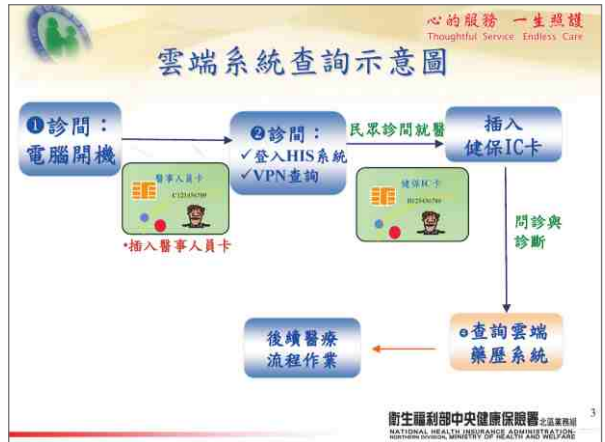 心的服務 一生照護
Thoughtful Service Endless Care
雲端系統查詢示意圖
❶診間：
電腦開機
❷診間：
✓登入HIS系統
✓VPN查詢
民眾診間就醫
插入
健保IC卡
醫事人員卡
•插入醫事人員卡
健保IC卡
問診與
診斷
查詢雲端
藥歷系統
後續醫療
流程作業
衛生福利部中央健康保險署北區業務組
NATIONAL HEALTH INSURANCE ADMINISTRATION
NORTHERN DIVISION, MINISTRY OF HEALTH AND WELFARE
3